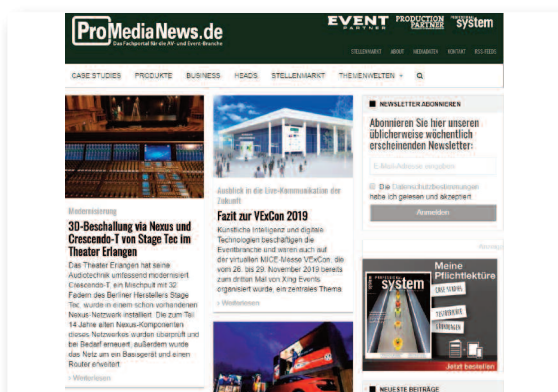 ProMediaNews.de
Das Fachportal für die AV- und Event-Branche
EVENT PARTNER
PRODUCTION PARTNER
PROFESSIONAL system
STELLENMARKT ABOUT MEDIADATEN KONTAKT RSS-FEEDS
CASE STUDIES PRODUKTE BUSINESS HEADS STELLENMARKT THEMENWELTEN
Modernisierung
3D-Beschallung via Nexus und
Crescendo-T von Stage Tec im
Theater Erlangen
Das Theater Erlangen hat seine
Audiotechnik umfassend modernisiert
Crescendo-T, ein Mischpult mit 32
Fadern des Berliner Herstellers Stage
Tec, wurde in einem schon vorhandenen
Nexus-Netzwerk installiert. Die zum Teil
14 Jahre alten Nexus-Komponenten
dieses Netzwerkes wurden überprüft und
bei Bedarf erneuert, außerdem wurde
das Netz um ein Basisgerät und einen
Router erweitert
› Weiterlesen
Ausblick in die Live-Kommunikation der
Zukunft
Fazit zur VExCon 2019
Künstliche Intelligenz und digitale
Technologien beschäftigen die
Eventbranche und waren auch auf
der virtuellen MICE-Messe VExCon, die
vom 26. bis 29. November 2019 bereits
zum dritten Mal von Xing Events
organisiert wurde, ein zentrales Thema
› Weiterlesen
NEWSLETTER ABONNIEREN
Abonnieren Sie hier unseren
üblicherweise wöchentlich
erscheinenden Newsletter:
E-Mail-Adresse eingeben
Die Datenschutzbestimmungen
habe ich gelesen und akzeptiert
Anmelden
Anzeige
PROFESSIONAL
system
Meine
Pflichtlektüre
CASE STUDIES
TESTBERICHTE
GRUNDLAGEN
Jetzt bestellen
NEUESTE BEITRÄGE